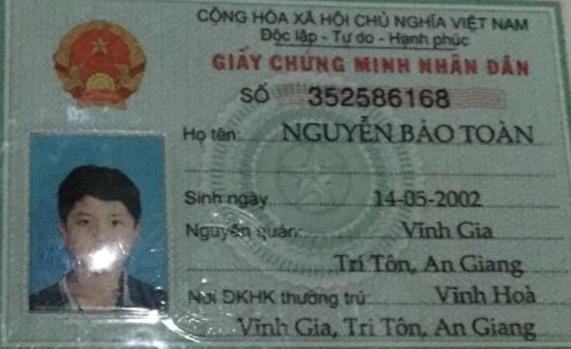 CỘNG HÒA XÃ HỘI CHỦ NGHĨA VIỆT NAM
Độc lập - Tự do - Hạnh phúc
GIẤY CHỨNG MINH NHÂN DÂN
SỐ 352586168
Họ tên: NGUYỄN BẢO TOÀN
Sinh ngày 14-05-2002
Nguyên quán: Vĩnh Gia
Tri Tôn, An Giang
Nơi ĐKHK thường trú: Vĩnh Hoà
Vĩnh Gia, Tri Tôn, An Giang